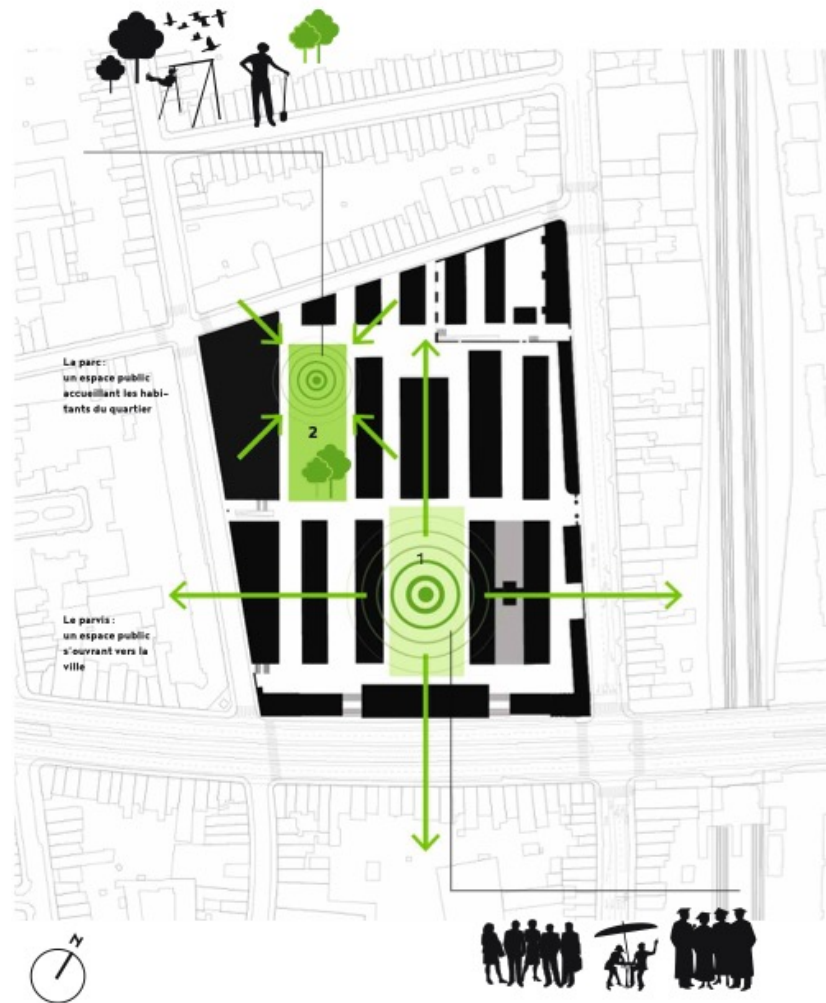 La parc:
un espace public
accueillant les habi-
tants du quartier
2
1
Le parvis :
un espace public
s'ouvrant vers la
ville
N